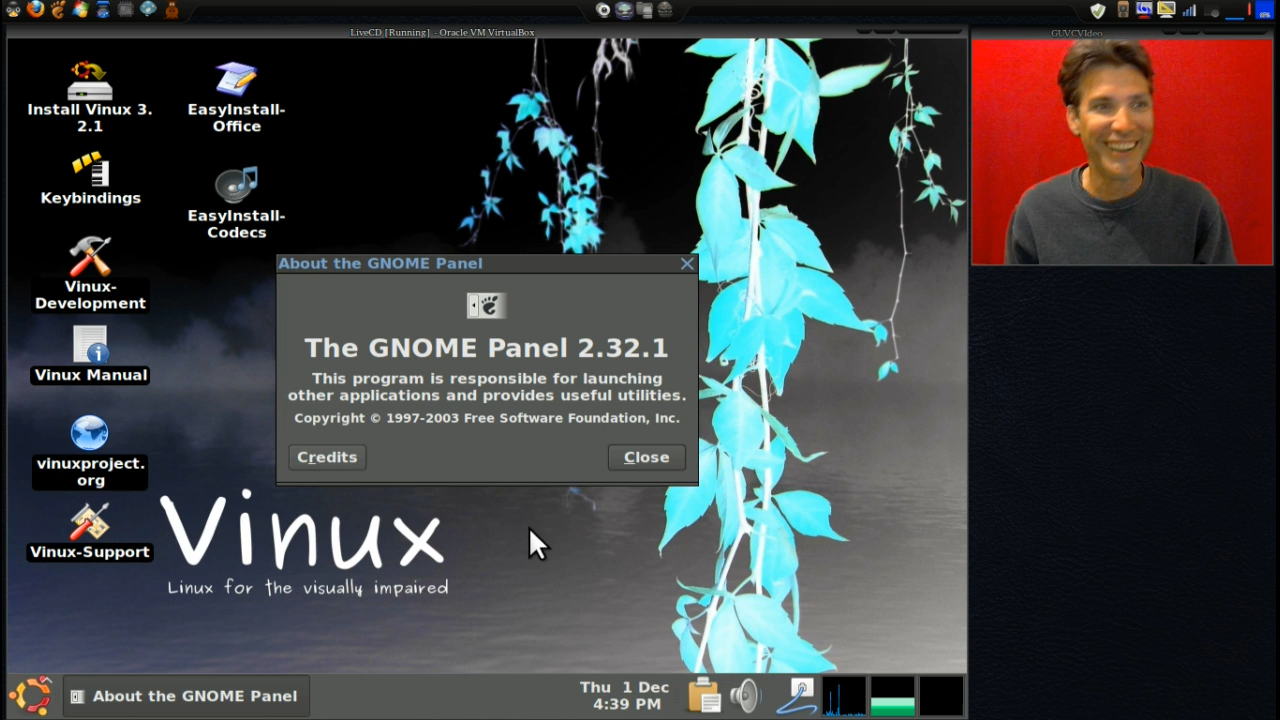 LiveCD [Running] - Oracle VM VirtualBox
GUVCVIdeo
Install Vinux 3.
2.1
EasyInstall-
Office
Keybindings
EasyInstall-
Codecs
Vinux-
Development
Vinux Manual
vinuxproject.
org
Vinux-Support
About the GNOME Panel
The GNOME Panel 2.32.1
This program is responsible for launching
other applications and provides useful utilities.
Copyright © 1997-2003 Free Software Foundation, Inc.
Credits
Close
Vinux
Linux for the visually impaired
About the GNOME Panel
Thu 1 Dec
4:39 PM